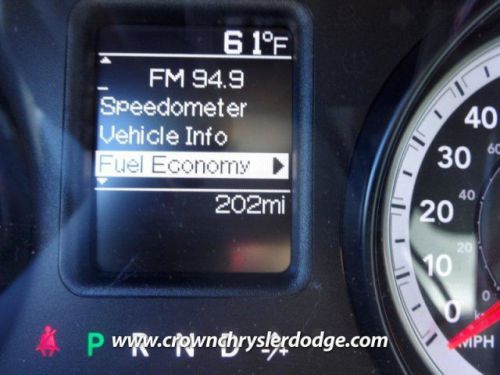 61°F
FM 94.9
Speedometer
Vehicle Info
Fuel Economy
202mi
P R N D -/+
www.crownchryslerdodge.com
40
30
20
10
0
MPH
60